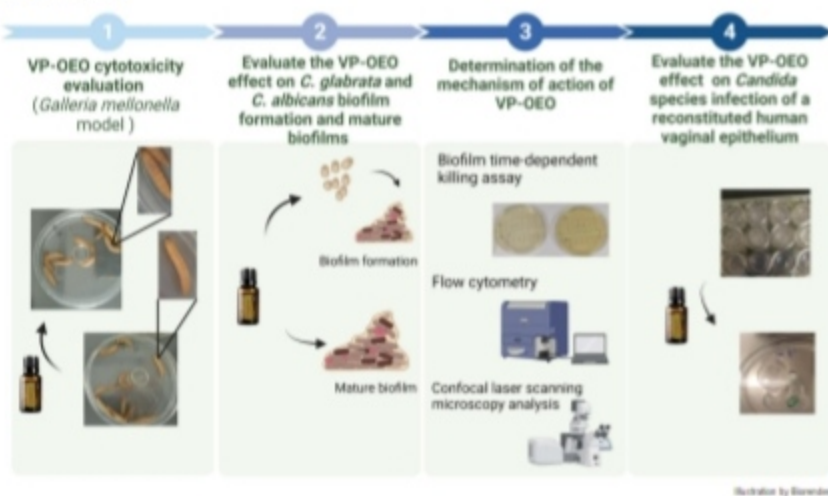 1
VP-OEO cytotoxicity
evaluation
(Galleria mellonella
model )
2
Evaluate the VP-OEO
effect on C. glabrata and
C. albicans biofilm
formation and mature
biofilms
Biofilm formation
Mature biofilm
3
Determination of the
mechanism of action of
VP-OEO
Biofilm time-dependent
killing assay
Flow cytometry
Confocal laser scanning
microscopy analysis
4
Evaluate the VP-OEO
effect on Candida
species infection of a
reconstituted human
vaginal epithelium
Illustration by